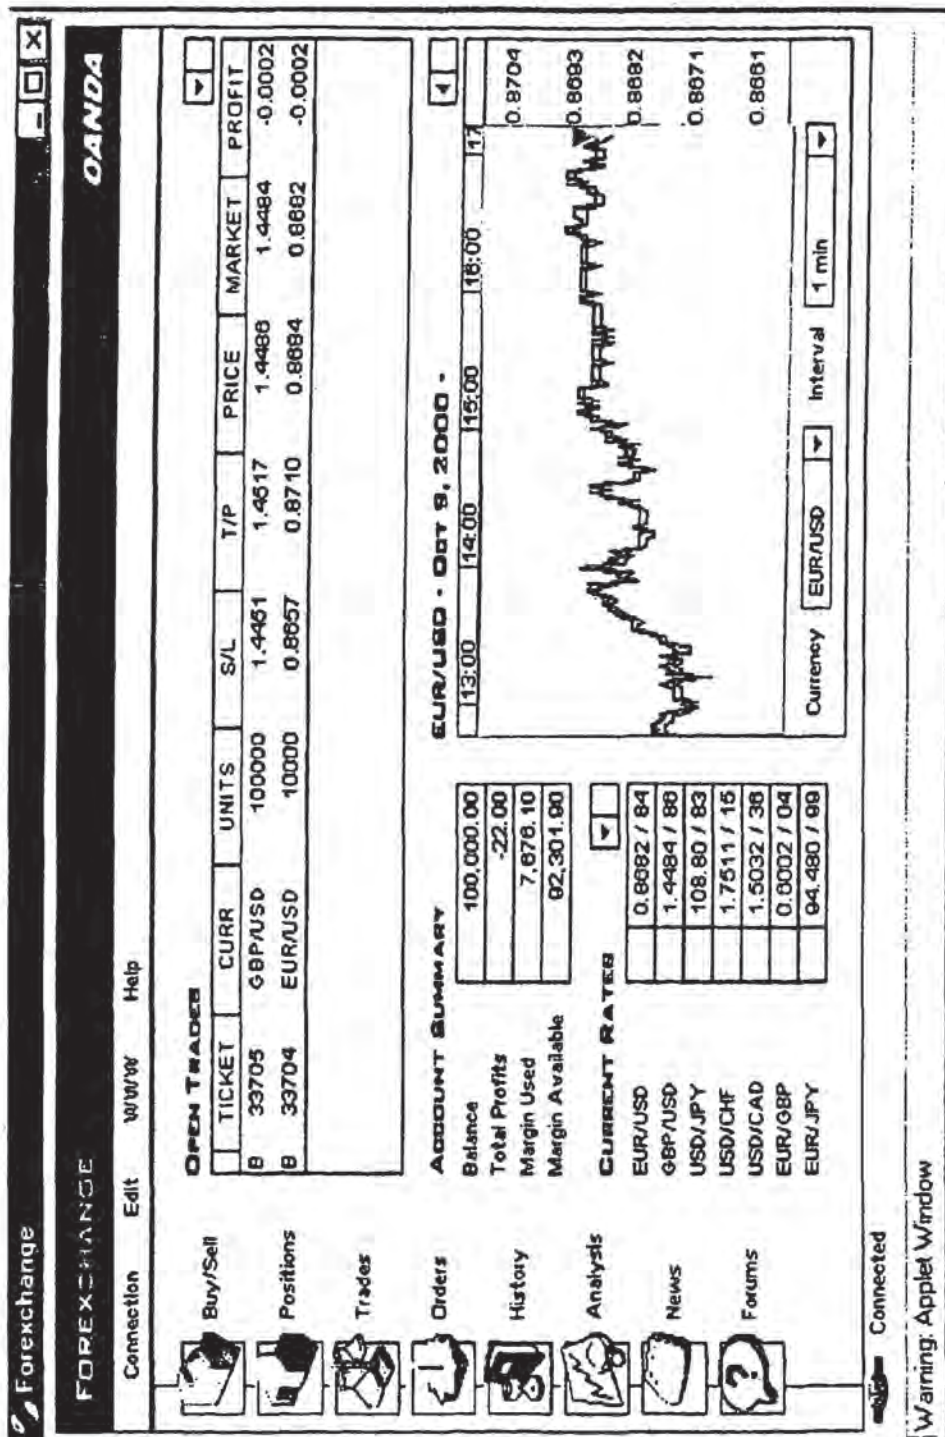 Forexchange
FOREXCHANGE OANDA
Connection Edit WWW Help
Buy/Sell
Positions
Trades
Orders
History
Analysis
News
Forums
OPEN TRADES
TICKET CURR UNITS S/L T/P PRICE MARKET PROFIT
B 33705 GBP/USD 100000 1.4461 1.4517 1.4486 1.4484 -0.0002
B 33704 EUR/USD 10000 0.8657 0.8710 0.8684 0.8682 -0.0002
ACCOUNT SUMMARY
Balance 100,000.00
Total Profits -22.00
Margin Used 7,676.10
Margin Available 92,301.90
CURRENT RATES
EUR/USD 0.8682 / 84
GBP/USD 1.4484 / 86
USD/JPY 108.80 / 83
USD/CHF 1.7511 / 15
USD/CAD 1.5032 / 38
EUR/GBP 0.6002 / 04
EUR/JPY 94.480 / .99
EUR/USD - OCT 9, 2000 -
13:00 14:00 15:00 16:00 17
0.8704
0.8693
0.8682
0.8671
0.8661
Currency EUR/USD Interval 1 min
Connected
Warning: Applet Window